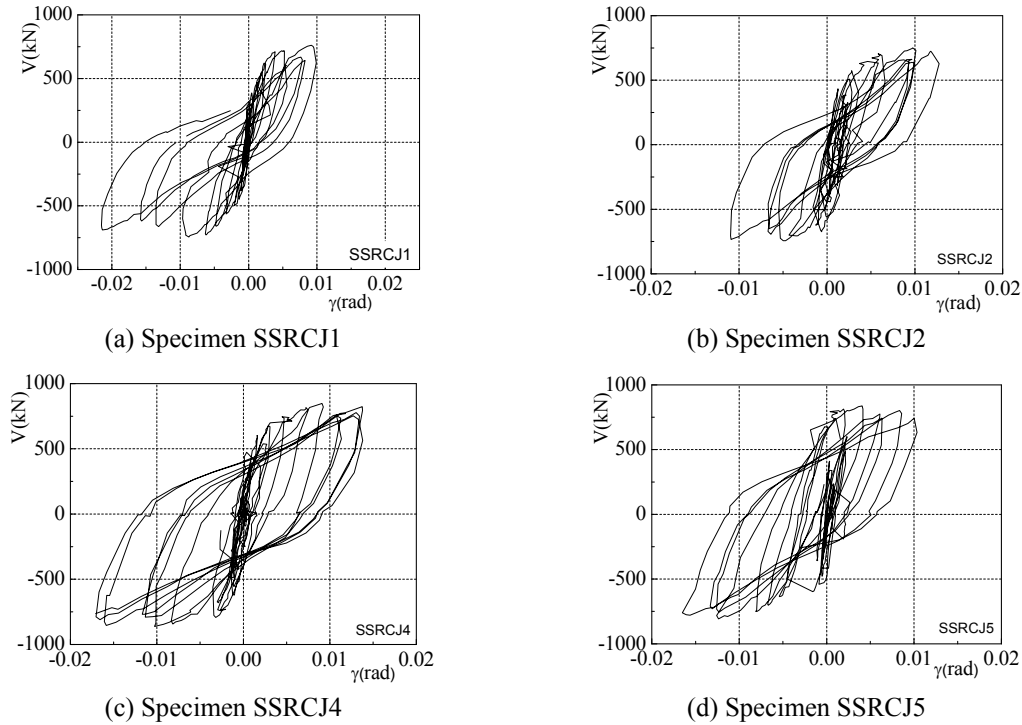 V(kN)
1000
500
0
-500
-1000
-0.02
-0.01
0.00
0.01
0.02
γ(rad)
SSRCJ1
(a) Specimen SSRCJ1
V(kN)
1000
500
0
-500
-1000
-0.02
-0.01
0.00
0.01
0.02
γ(rad)
SSRCJ2
(b) Specimen SSRCJ2
V(kN)
1000
500
0
-500
-1000
-0.02
-0.01
0.00
0.01
0.02
γ(rad)
SSRCJ4
(c) Specimen SSRCJ4
V(kN)
1000
500
0
-500
-1000
-0.02
-0.01
0.00
0.01
0.02
γ(rad)
SSRCJ5
(d) Specimen SSRCJ5